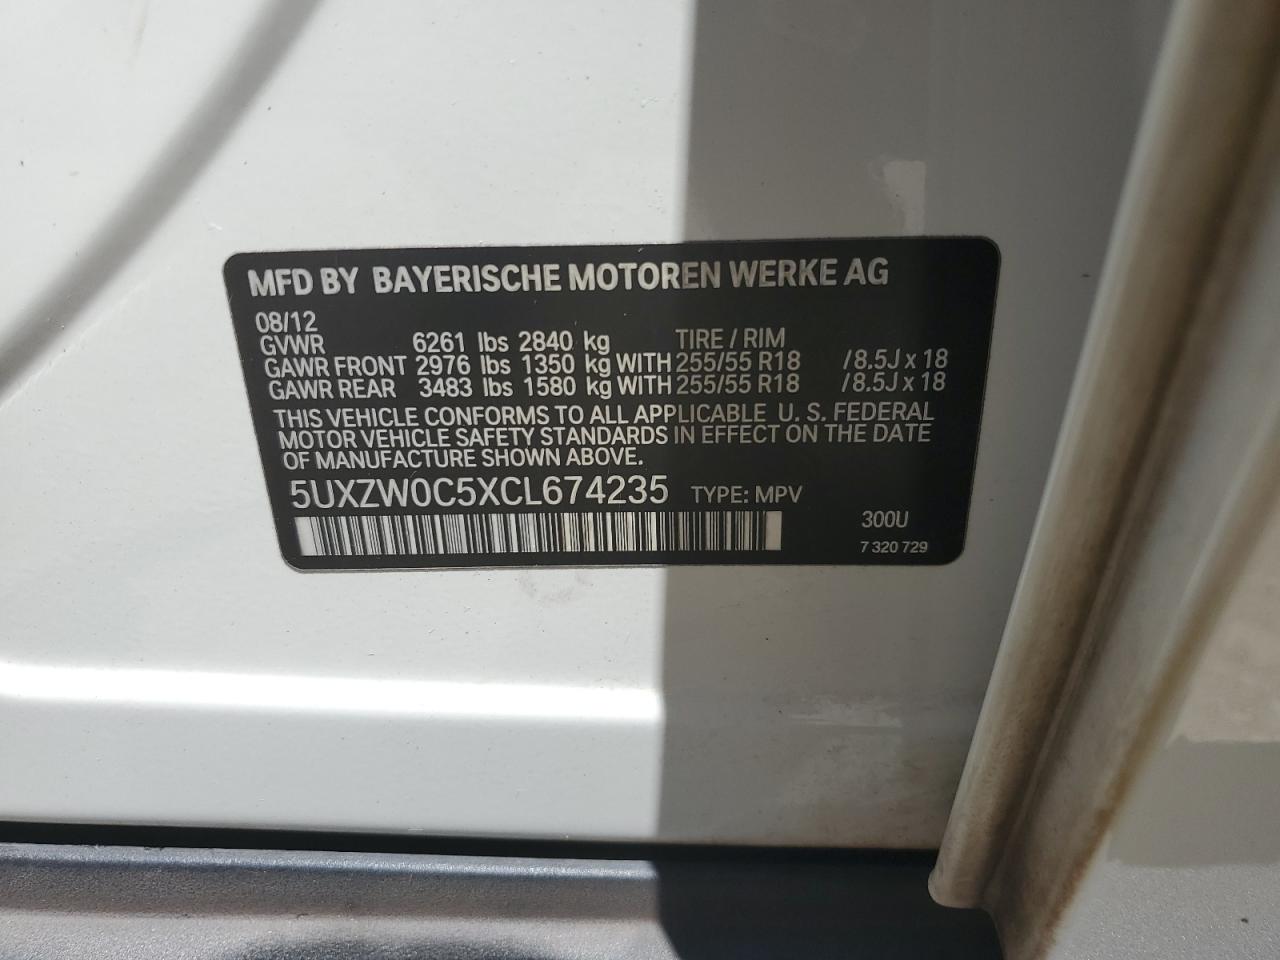 MFD BY BAYERISCHE MOTOREN WERKE AG
08/12
GVWR 6261 lbs 2840 kg TIRE / RIM
GAWR FRONT 2976 lbs 1350 kg WITH 255/55 R18 /8.5J x 18
GAWR REAR 3483 lbs 1580 kg WITH 255/55 R18 /8.5J x 18
THIS VEHICLE CONFORMS TO ALL APPLICABLE U. S. FEDERAL
MOTOR VEHICLE SAFETY STANDARDS IN EFFECT ON THE DATE
OF MANUFACTURE SHOWN ABOVE.
5UXZW0C5XCL674235 TYPE: MPV
300U
7 320 729